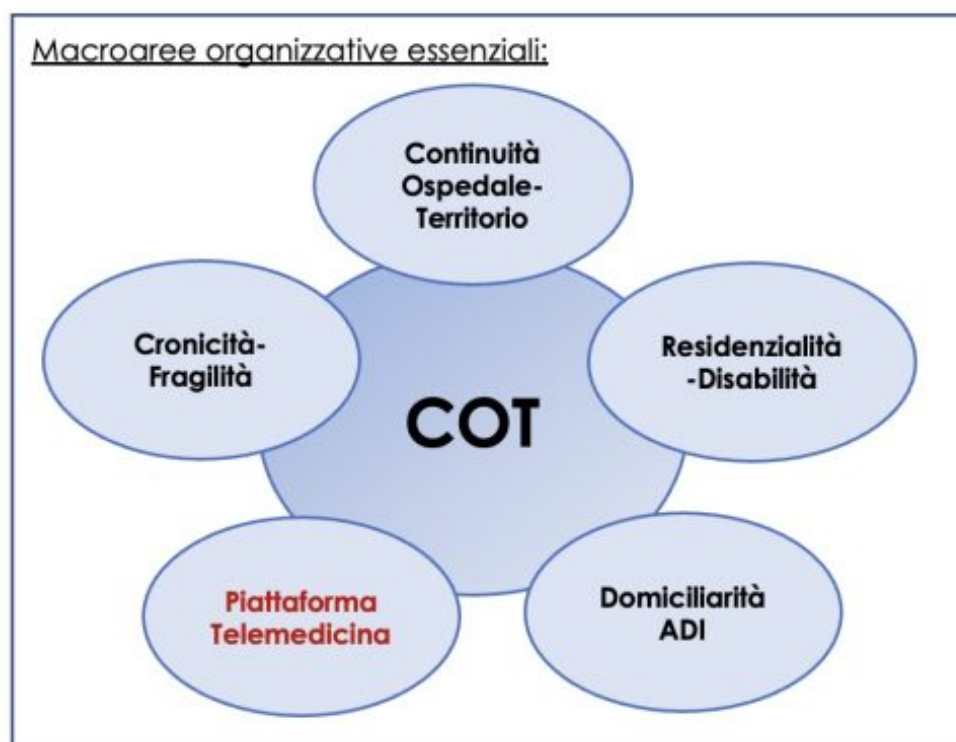 Macroaree organizzative essenziali:
Continuità
Ospedale-
Territorio
Cronicità-
Fragilità
Residenzialità
-Disabilità
COT
Piattaforma
Telemedicina
Domiciliarità
ADI